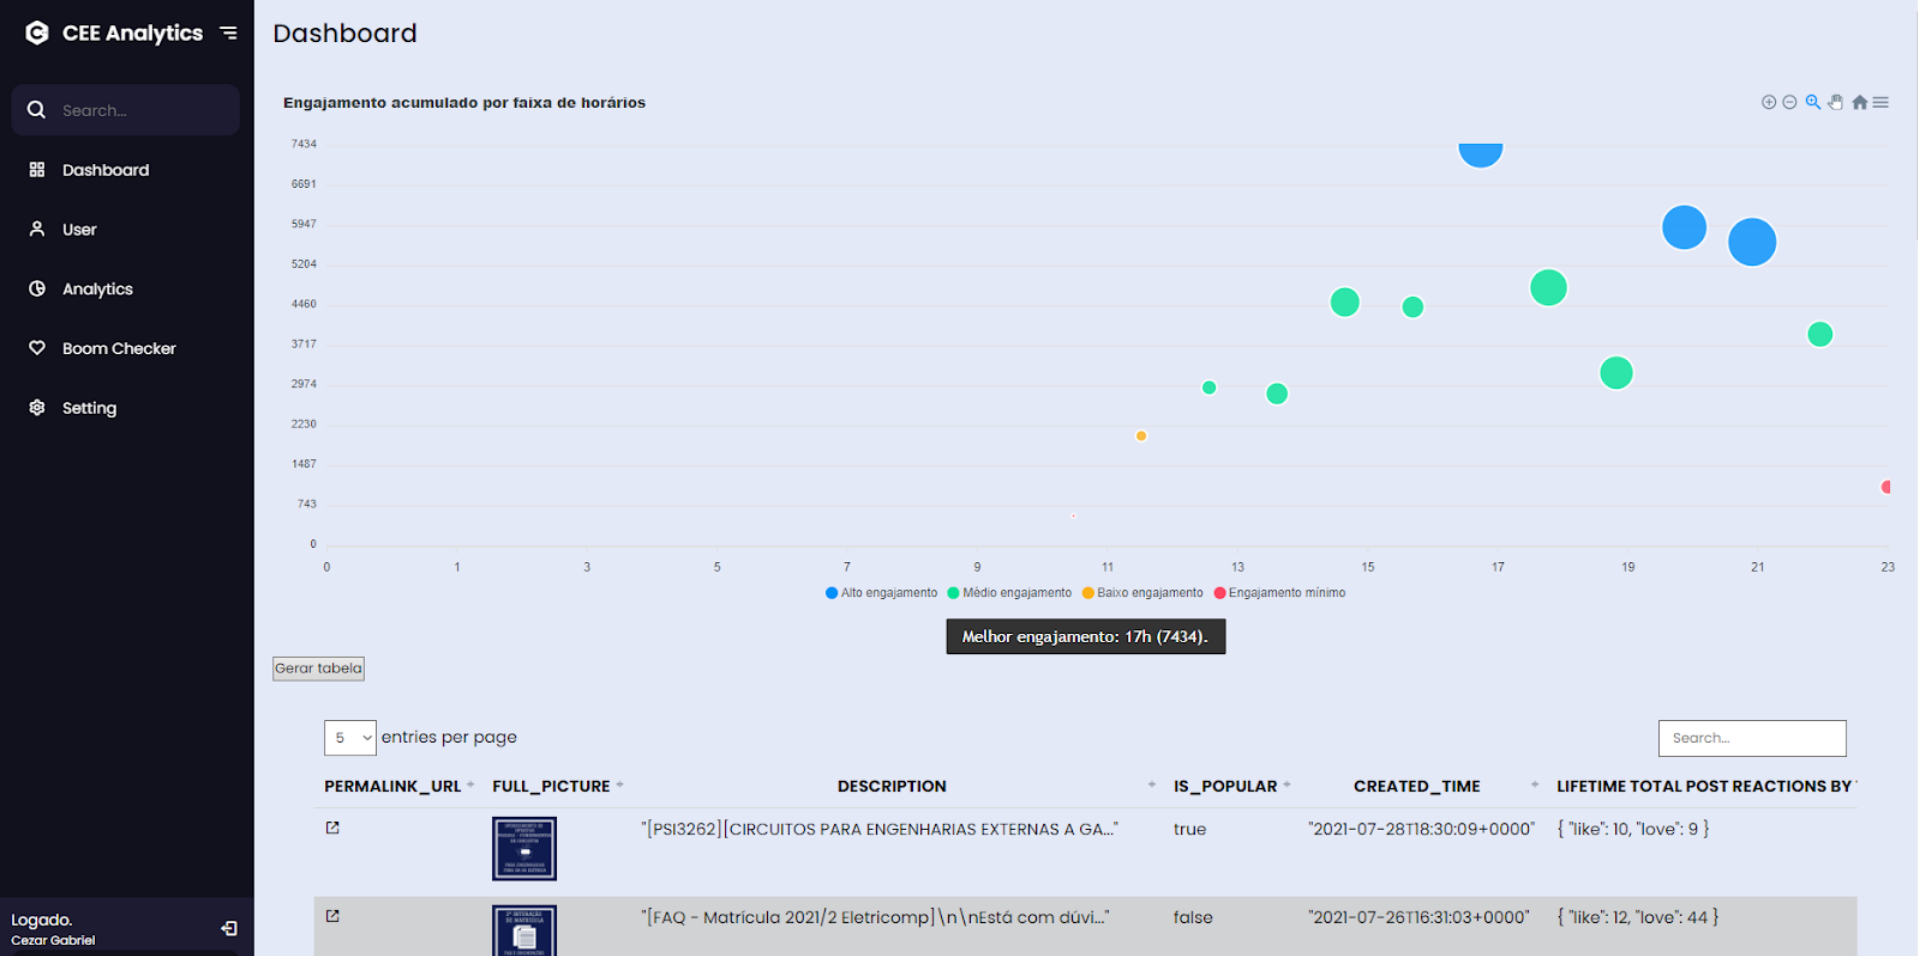 CEE Analytics
Search...
Dashboard
User
Analytics
Boom Checker
Setting
Logado.
Cezar Gabriel
Dashboard
Engajamento acumulado por faixa de horários
7434
6691
5947
5204
4460
3717
2974
2230
1487
743
0
0 1 3 5 7 9 11 13 15 17 19 21 23
Alto engajamento Médio engajamento Baixo engajamento Engajamento mínimo
Melhor engajamento: 17h (7434).
Gerar tabela
5 entries per page Search...
PERMALINK_URL FULL_PICTURE DESCRIPTION IS_POPULAR CREATED_TIME LIFETIME TOTAL POST REACTIONS BY
"[PSI3262][CIRCUITOS PARA ENGENHARIAS EXTERNAS A GA..." true "2021-07-28T18:30:09+0000" { "like": 10, "love": 9 }
"[FAQ - Matrícula 2021/2 Eletricomp]\n\nEstá com dúvi..." false "2021-07-26T16:31:03+0000" { "like": 12, "love": 44 }